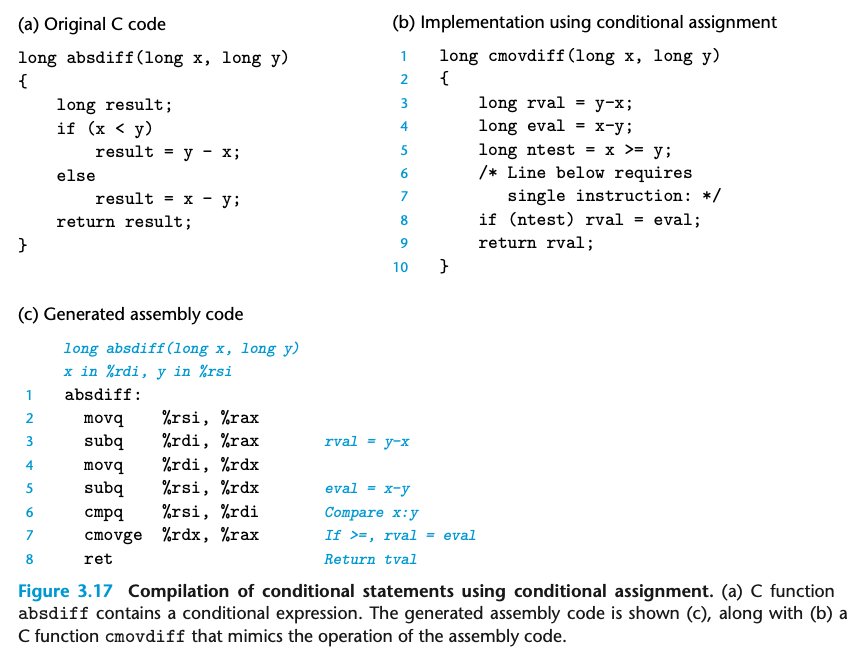 (a) Original C code
long absdiff(long x, long y)
{
    long result;
    if (x < y)
        result = y - x;
    else
        result = x - y;
    return result;
}
(b) Implementation using conditional assignment
1 long cmovdiff(long x, long y)
2 {
3     long rval = y-x;
4     long eval = x-y;
5     long ntest = x >= y;
6     /* Line below requires
7        single instruction: */
8     if (ntest) rval = eval;
9     return rval;
10 }
(c) Generated assembly code
long absdiff(long x, long y)
x in %rdi, y in %rsi
1 absdiff:
2   movq    %rsi, %rax
3   subq    %rdi, %rax    rval = y-x
4   movq    %rdi, %rdx
5   subq    %rsi, %rdx    eval = x-y
6   cmpq    %rsi, %rdi    Compare x:y
7   cmovge  %rdx, %rax    If >=, rval = eval
8   ret    Return tval
Figure 3.17 Compilation of conditional statements using conditional assignment. (a) C function
absdiff contains a conditional expression. The generated assembly code is shown (c), along with (b) a
C function cmovdiff that mimics the operation of the assembly code.